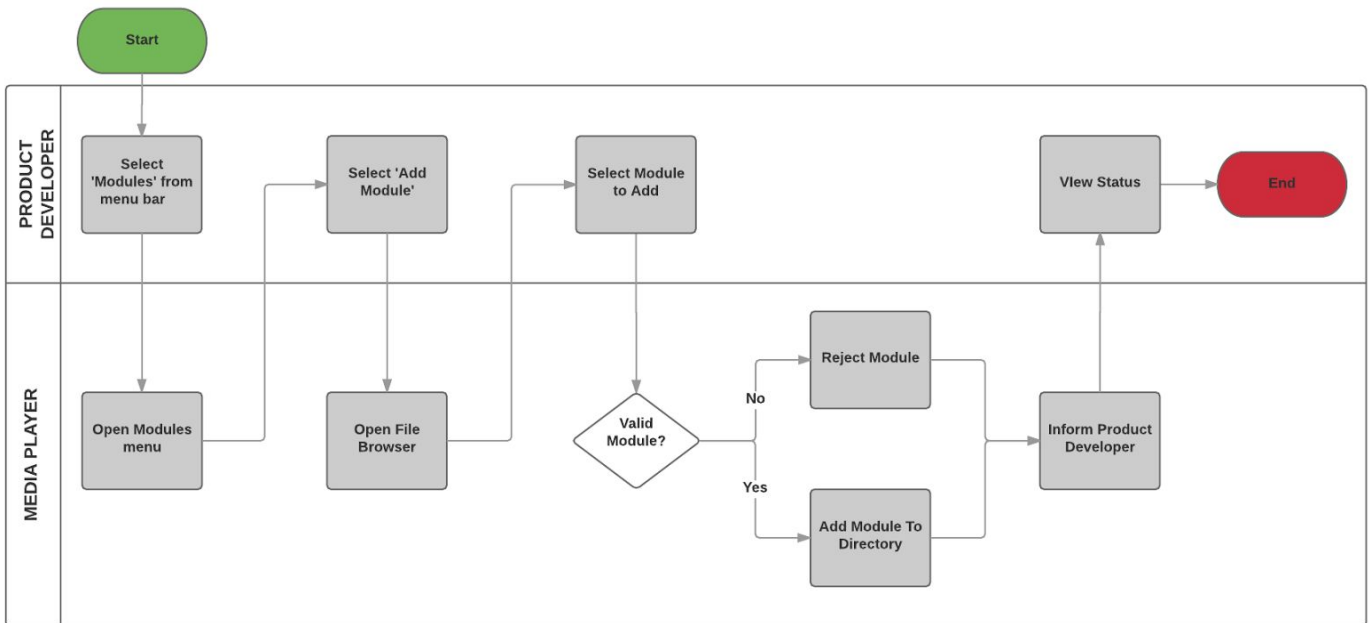 Start
PRODUCT
DEVELOPER
Select
'Modules' from
menu bar
Select 'Add
Module'
Select Module
to Add
VIew Status
End
MEDIA PLAYER
Open Modules
menu
Open File
Browser
Valid
Module?
No
Yes
Reject Module
Add Module To
Directory
Inform Product
Developer